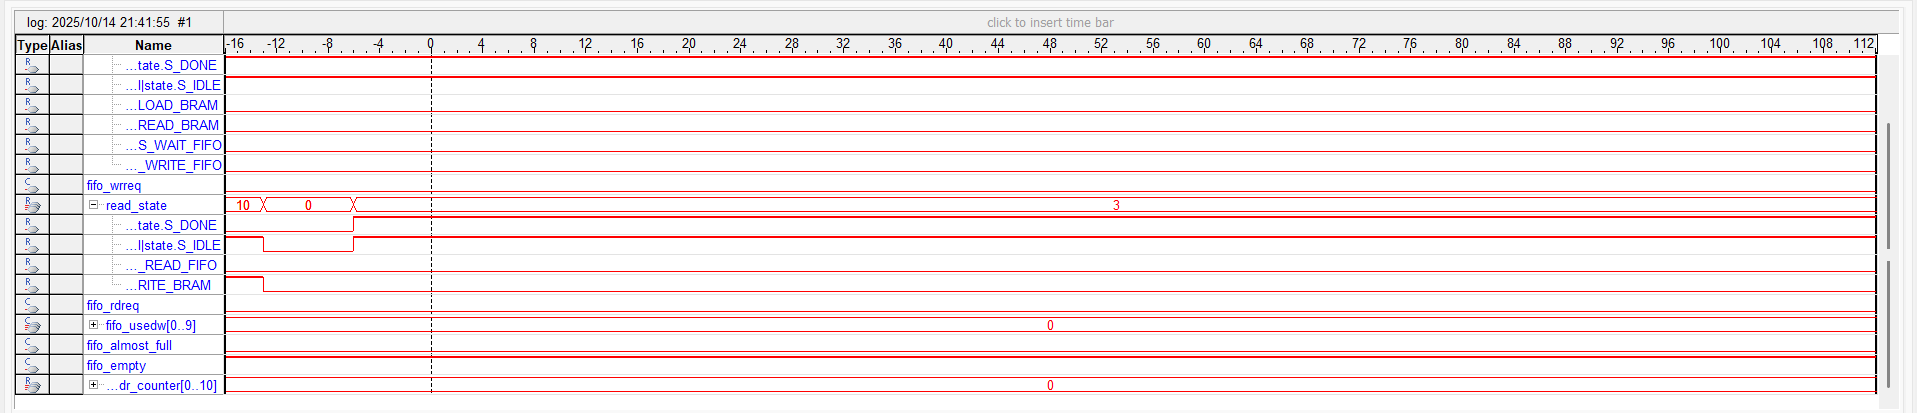 log: 2025/10/14 21:41:55 #1 click to insert time bar
Type Alias Name -16 -12 -8 -4 0 4 8 12 16 20 24 28 32 36 40 44 48 52 56 60 64 68 72 76 80 84 88 92 96 100 104 108 112
R ...tate.S_DONE
R ...l|state.S_IDLE
R ...LOAD_BRAM
R ...READ_BRAM
R ...S_WAIT_FIFO
R ..._WRITE_FIFO
C fifo_wrreq
R read_state 10 0 3
R ...tate.S_DONE
R ...l|state.S_IDLE
R ..._READ_FIFO
R ...RITE_BRAM
C fifo_rdreq
C fifo_usedw[0..9] 0
C fifo_almost_full
C fifo_empty
R ...dr_counter[0..10] 0